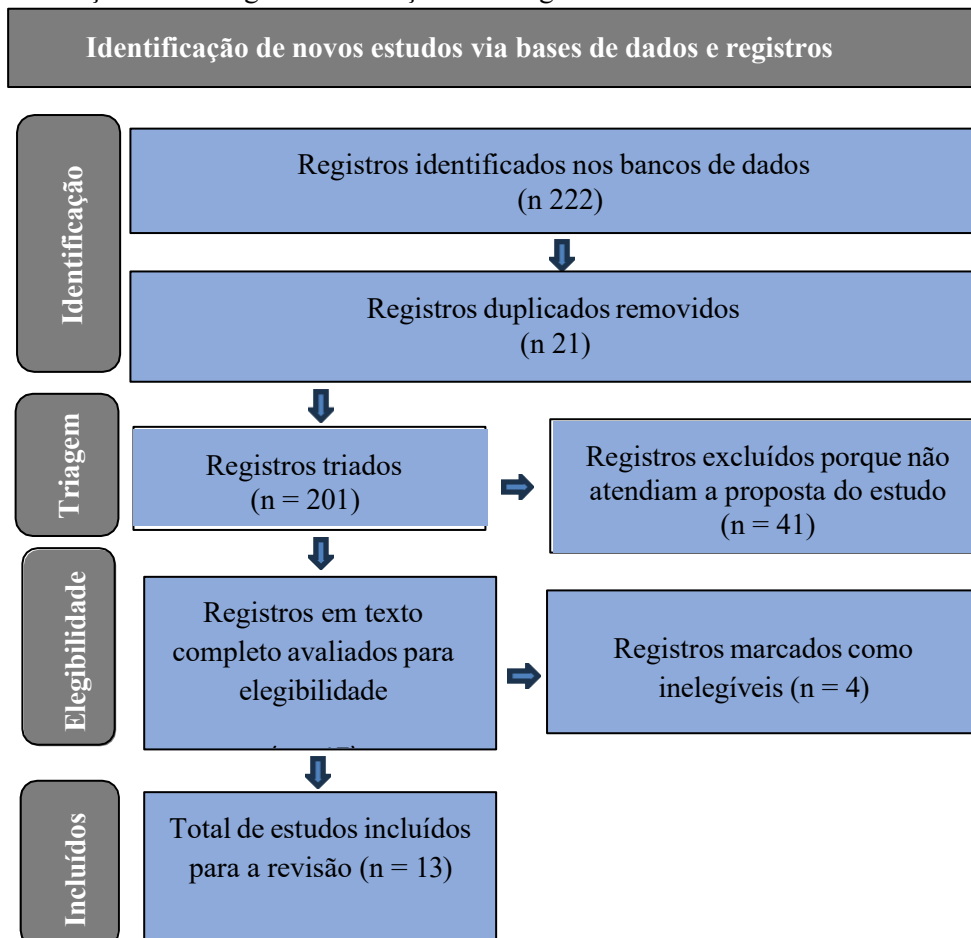 Identificação de novos estudos via bases de dados e registros
Identificação
Registros identificados nos bancos de dados
(n 222)
Registros duplicados removidos
(n 21)
Triagem
Registros triados
(n = 201)
Registros excluídos porque não
atendiam a proposta do estudo
(n = 41)
Elegibilidade
Registros em texto
completo avaliados para
elegibilidade
Registros marcados como
inelegíveis (n = 4)
Incluídos
Total de estudos incluídos
para a revisão (n = 13)